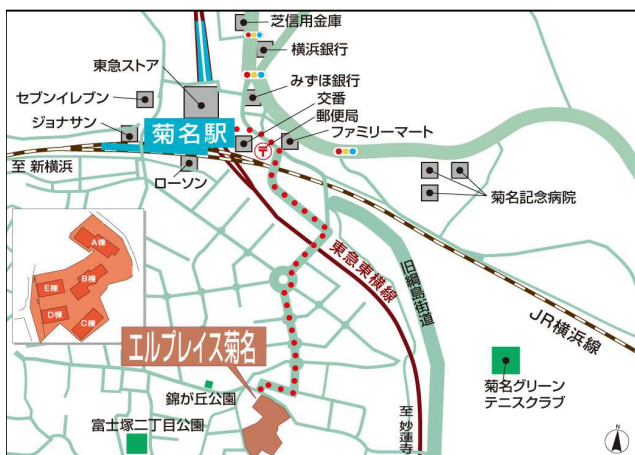 芝信用金庫
横浜銀行
東急ストア
みずほ銀行
セブンイレブン
交番
郵便局
ジョナサン
菊名駅
ファミリーマート
〒
至 新横浜
ローソン
菊名記念病院
A棟
B棟
E棟
D棟
C棟
東急東横線
旧綱島街道
JR横浜線
エルプレイス菊名
錦が丘公園
富士塚二丁目公園
菊名グリーン
テニスクラブ
至妙蓮寺
N